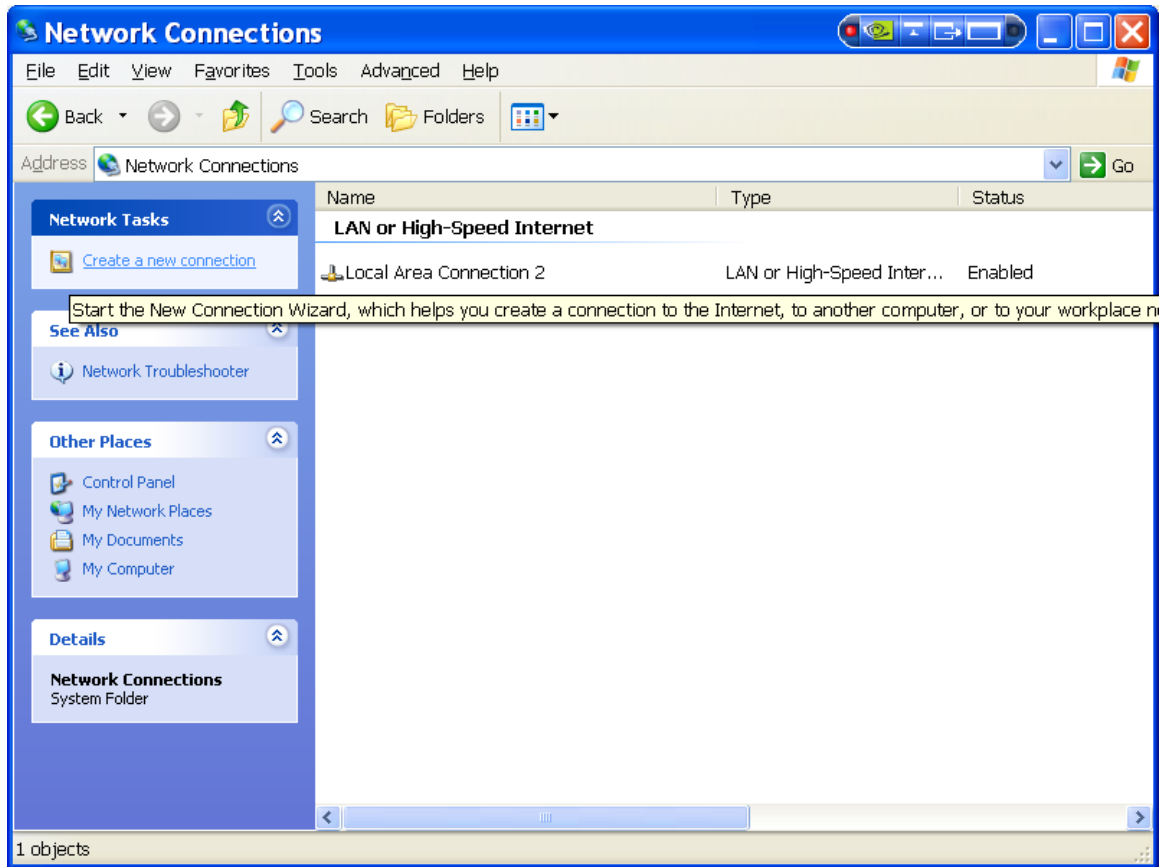 Network Connections
File Edit View Favorites Tools Advanced Help
Back Search Folders
Address Network Connections Go
Name Type Status
Network Tasks
LAN or High-Speed Internet
Create a new connection
Local Area Connection 2 LAN or High-Speed Inter... Enabled
Start the New Connection Wizard, which helps you create a connection to the Internet, to another computer, or to your workplace
See Also
Network Troubleshooter
Other Places
Control Panel
My Network Places
My Documents
My Computer
Details
Network Connections
System Folder
1 objects